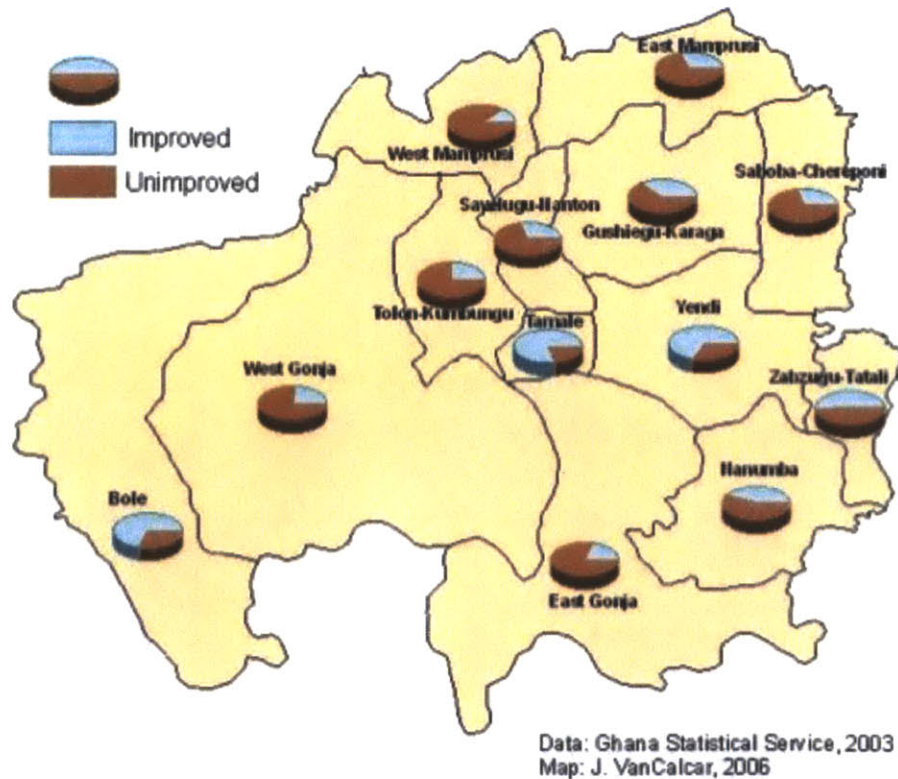 Improved
Unimproved
East Mamprusi
West Mamprusi
Saboba-Chereponi
Savelugu-Nanton
Gushiegu-Karaga
Tolon-Kumbungu
Tamale
Yendi
West Gonja
Zabzugu-Tatali
Nanumba
Bole
East Gonja
Data: Ghana Statistical Service, 2003
Map: J. VanCalcar, 2006